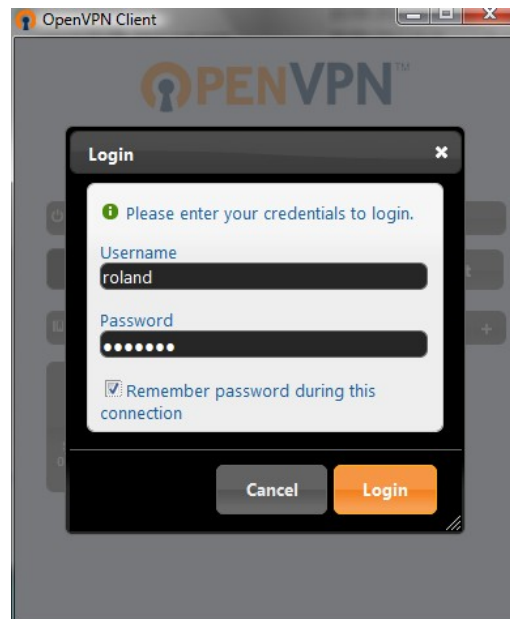 OpenVPN Client
OPENVPN™
Login
Please enter your credentials to login.
Username
roland
Password
•••••••
Remember password during this
connection
Cancel
Login